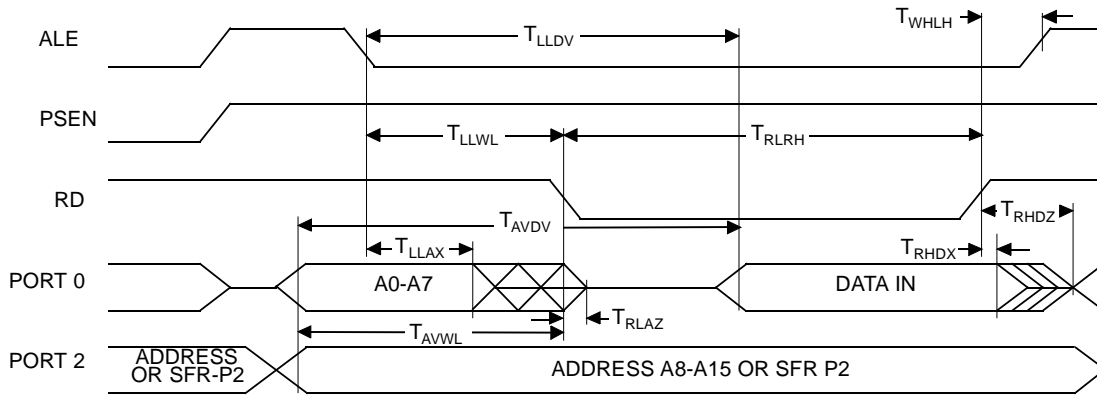 T_WHLH
ALE
T_LLDV
PSEN
T_LLWL
T_RLRH
RD
T_AVDV
T_RHDZ
T_LLAX
T_RHDX
PORT 0
A0-A7
DATA IN
T_RLAZ
T_AVWL
PORT 2
ADDRESS
OR SFR-P2
ADDRESS A8-A15 OR SFR P2